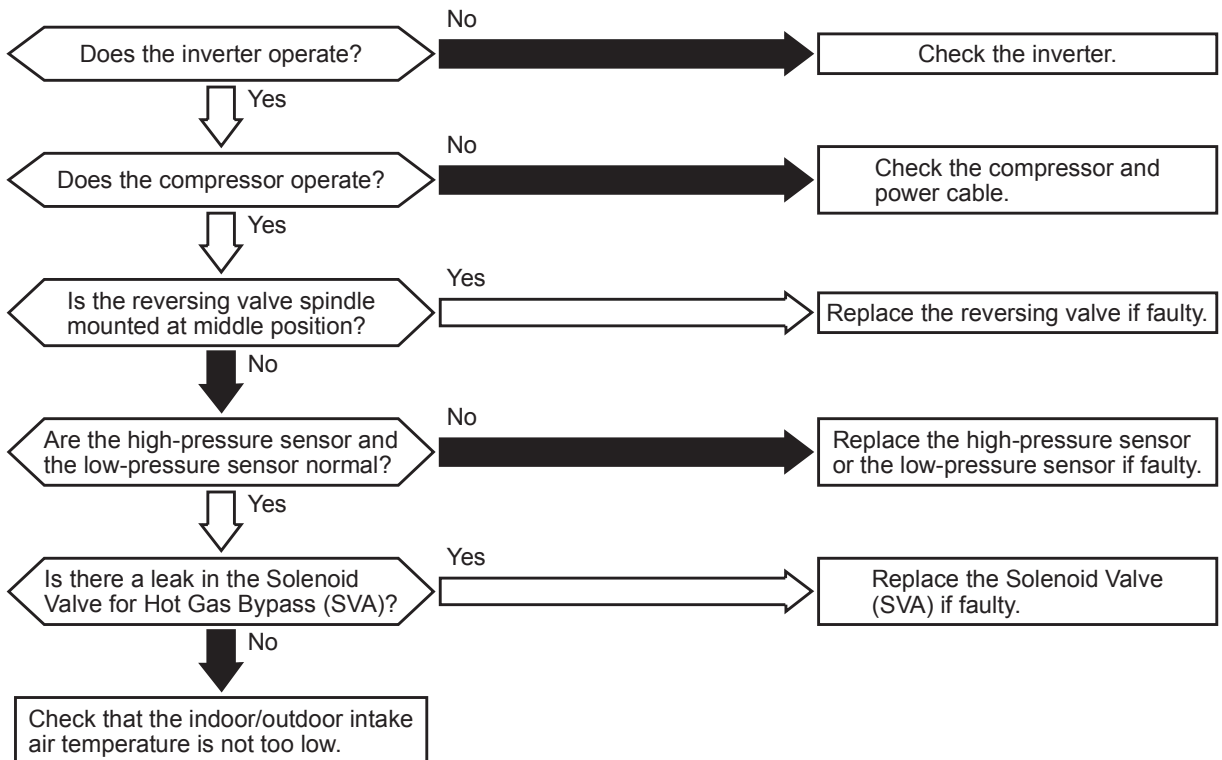 No
Does the inverter operate?
Check the inverter.
Yes
No
Does the compressor operate?
Check the compressor and
power cable.
Yes
Yes
Is the reversing valve spindle
mounted at middle position?
Replace the reversing valve if faulty.
No
No
Are the high-pressure sensor and
the low-pressure sensor normal?
Replace the high-pressure sensor
or the low-pressure sensor if faulty.
Yes
Yes
Is there a leak in the Solenoid
Valve for Hot Gas Bypass (SVA)?
Replace the Solenoid Valve
(SVA) if faulty.
No
Check that the indoor/outdoor intake
air temperature is not too low.